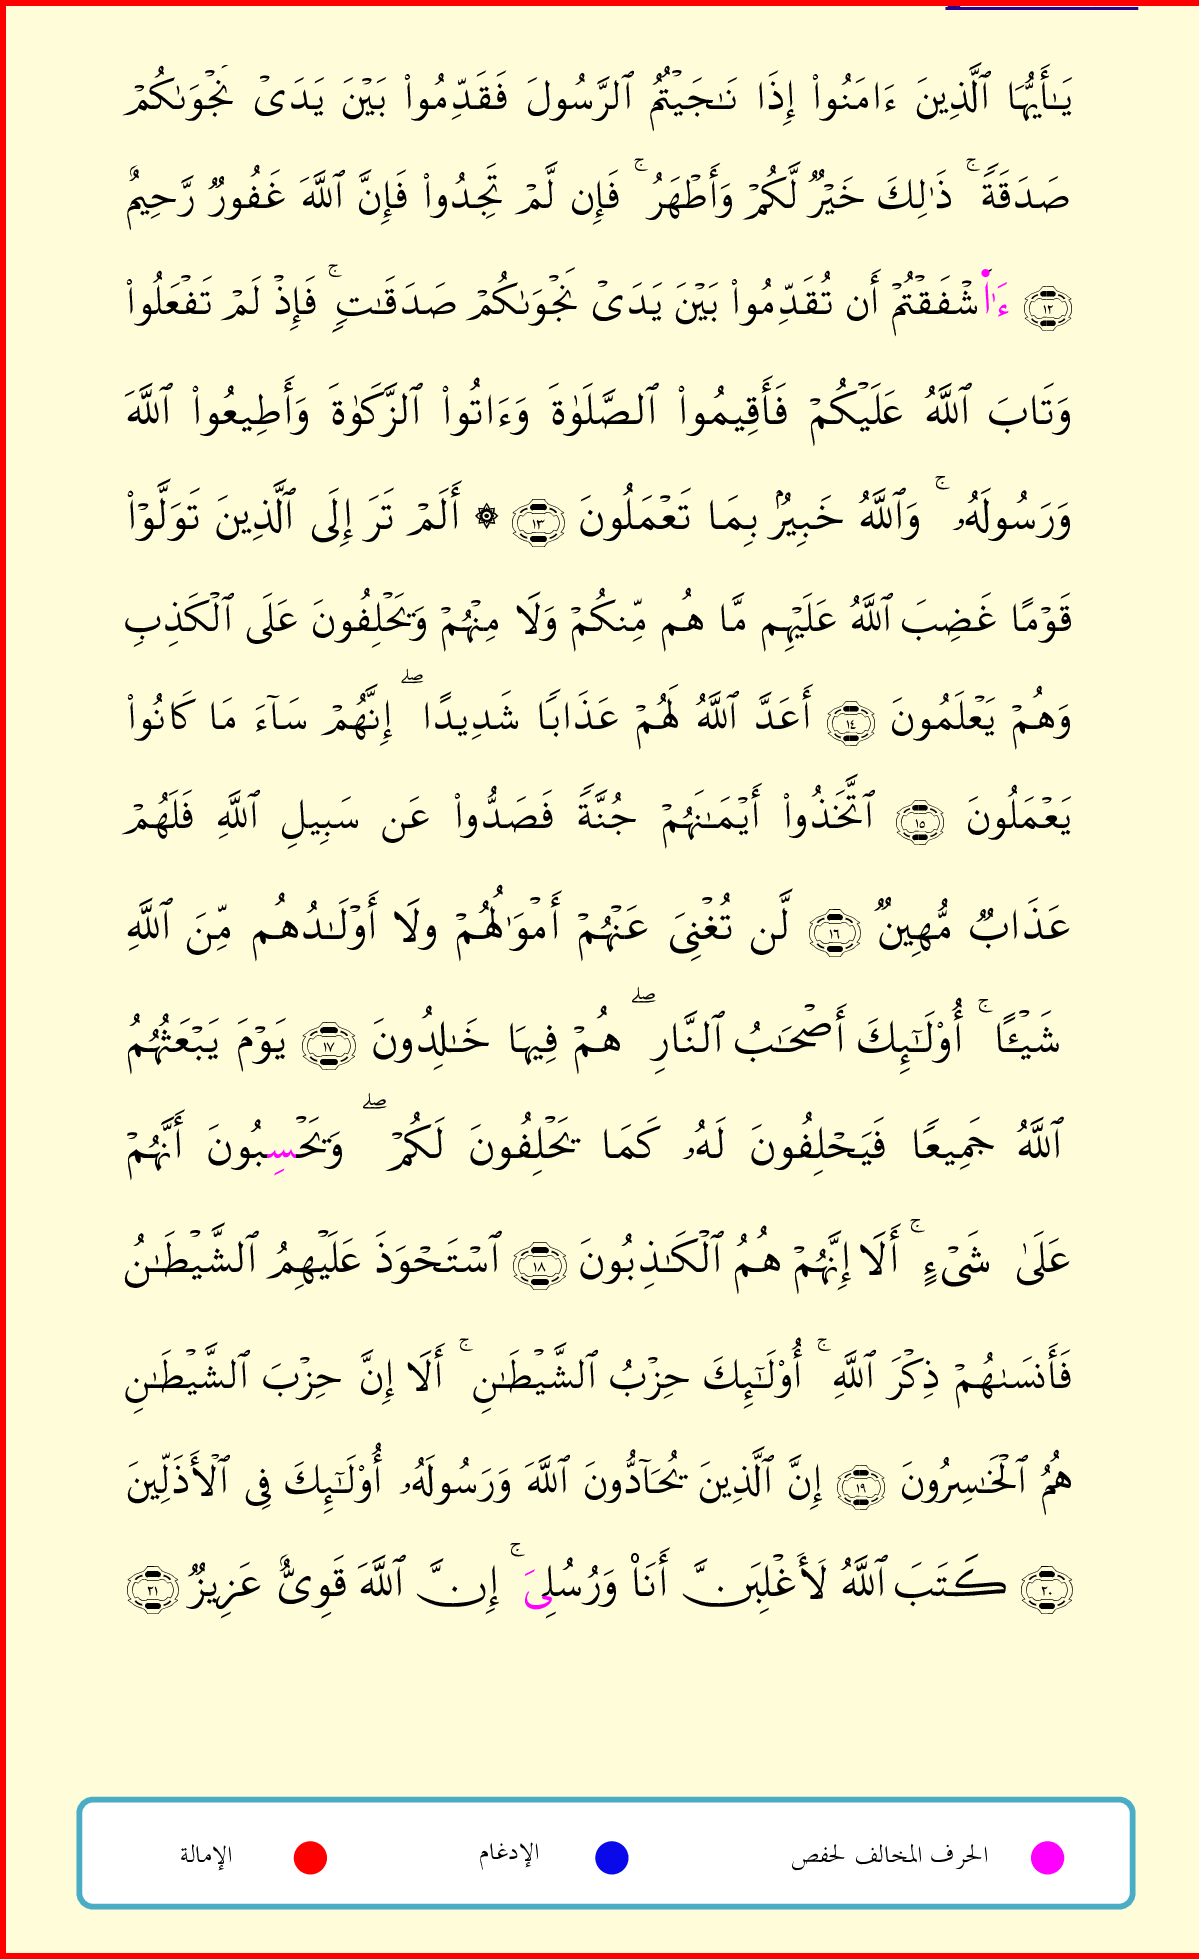 يَـٰٓأَيُّهَا ٱلَّذِينَ ءَامَنُوا۟ إِذَا نَـٰجَيْتُمُ ٱلرَّسُولَ فَقَدِّمُوا۟ بَيْنَ يَدَىْ نَجْوَىٰكُمْ
صَدَقَةً ۚ ذَٰلِكَ خَيْرٌ لَّكُمْ وَأَطْهَرُ ۚ فَإِن لَّمْ تَجِدُوا۟ فَإِنَّ ٱللَّهَ غَفُورٌ رَّحِيمٌ
١٢ ءَا۬شْفَقْتُمْ أَن تُقَدِّمُوا۟ بَيْنَ يَدَىْ نَجْوَىٰكُمْ صَدَقَـٰتٍ ۚ فَإِذْ لَمْ تَفْعَلُوا۟
وَتَابَ ٱللَّهُ عَلَيْكُمْ فَأَقِيمُوا۟ ٱلصَّلَوٰةَ وَءَاتُوا۟ ٱلزَّكَوٰةَ وَأَطِيعُوا۟ ٱللَّهَ
وَرَسُولَهُۥ ۚ وَٱللَّهُ خَبِيرٌۢ بِمَا تَعْمَلُونَ ١٣ ۞ أَلَمْ تَرَ إِلَى ٱلَّذِينَ تَوَلَّوْا۟
قَوْمًا غَضِبَ ٱللَّهُ عَلَيْهِم مَّا هُم مِّنكُمْ وَلَا مِنْهُمْ وَيَحْلِفُونَ عَلَى ٱلْكَذِبِ
وَهُمْ يَعْلَمُونَ ١٤ أَعَدَّ ٱللَّهُ لَهُمْ عَذَابًا شَدِيدًا ۖ إِنَّهُمْ سَآءَ مَا كَانُوا۟
يَعْمَلُونَ ١٥ ٱتَّخَذُوا۟ أَيْمَـٰنَهُمْ جُنَّةً فَصَدُّوا۟ عَن سَبِيلِ ٱللَّهِ فَلَهُمْ
عَذَابٌ مُّهِينٌ ١٦ لَّن تُغْنِىَ عَنْهُمْ أَمْوَٰلُهُمْ ولَا أَوْلَـٰدُهُم مِّنَ ٱللَّهِ
شَيْـًٔا ۚ أُو۟لَـٰٓئِكَ أَصْحَـٰبُ ٱلنَّارِ ۖ هُمْ فِيهَا خَـٰلِدُونَ ١٧ يَوْمَ يَبْعَثُهُمُ
ٱللَّهُ جَمِيعًا فَيَحْلِفُونَ لَهُۥ كَمَا يَحْلِفُونَ لَكُمْ ۖ وَيَحْسِبُونَ أَنَّهُمْ
عَلَىٰ شَىْءٍ ۚ أَلَا إِنَّهُمْ هُمُ ٱلْكَـٰذِبُونَ ١٨ ٱسْتَحْوَذَ عَلَيْهِمُ ٱلشَّيْطَـٰنُ
فَأَنسَىٰهُمْ ذِكْرَ ٱللَّهِ ۚ أُو۟لَـٰٓئِكَ حِزْبُ ٱلشَّيْطَـٰنِ ۚ أَلَا إِنَّ حِزْبَ ٱلشَّيْطَـٰنِ
هُمُ ٱلْخَـٰسِرُونَ ١٩ إِنَّ ٱلَّذِينَ يُحَآدُّونَ ٱللَّهَ وَرَسُولَهُۥ أُو۟لَـٰٓئِكَ فِى ٱلْأَذَلِّينَ
٢٠ كَتَبَ ٱللَّهُ لَأَغْلِبَنَّ أَنَا۠ وَرُسُلِىَ ۚ إِنَّ ٱللَّهَ قَوِىٌّ عَزِيزٌ ٢١
الحرف المخالف لحفص الإدغام الإمالة